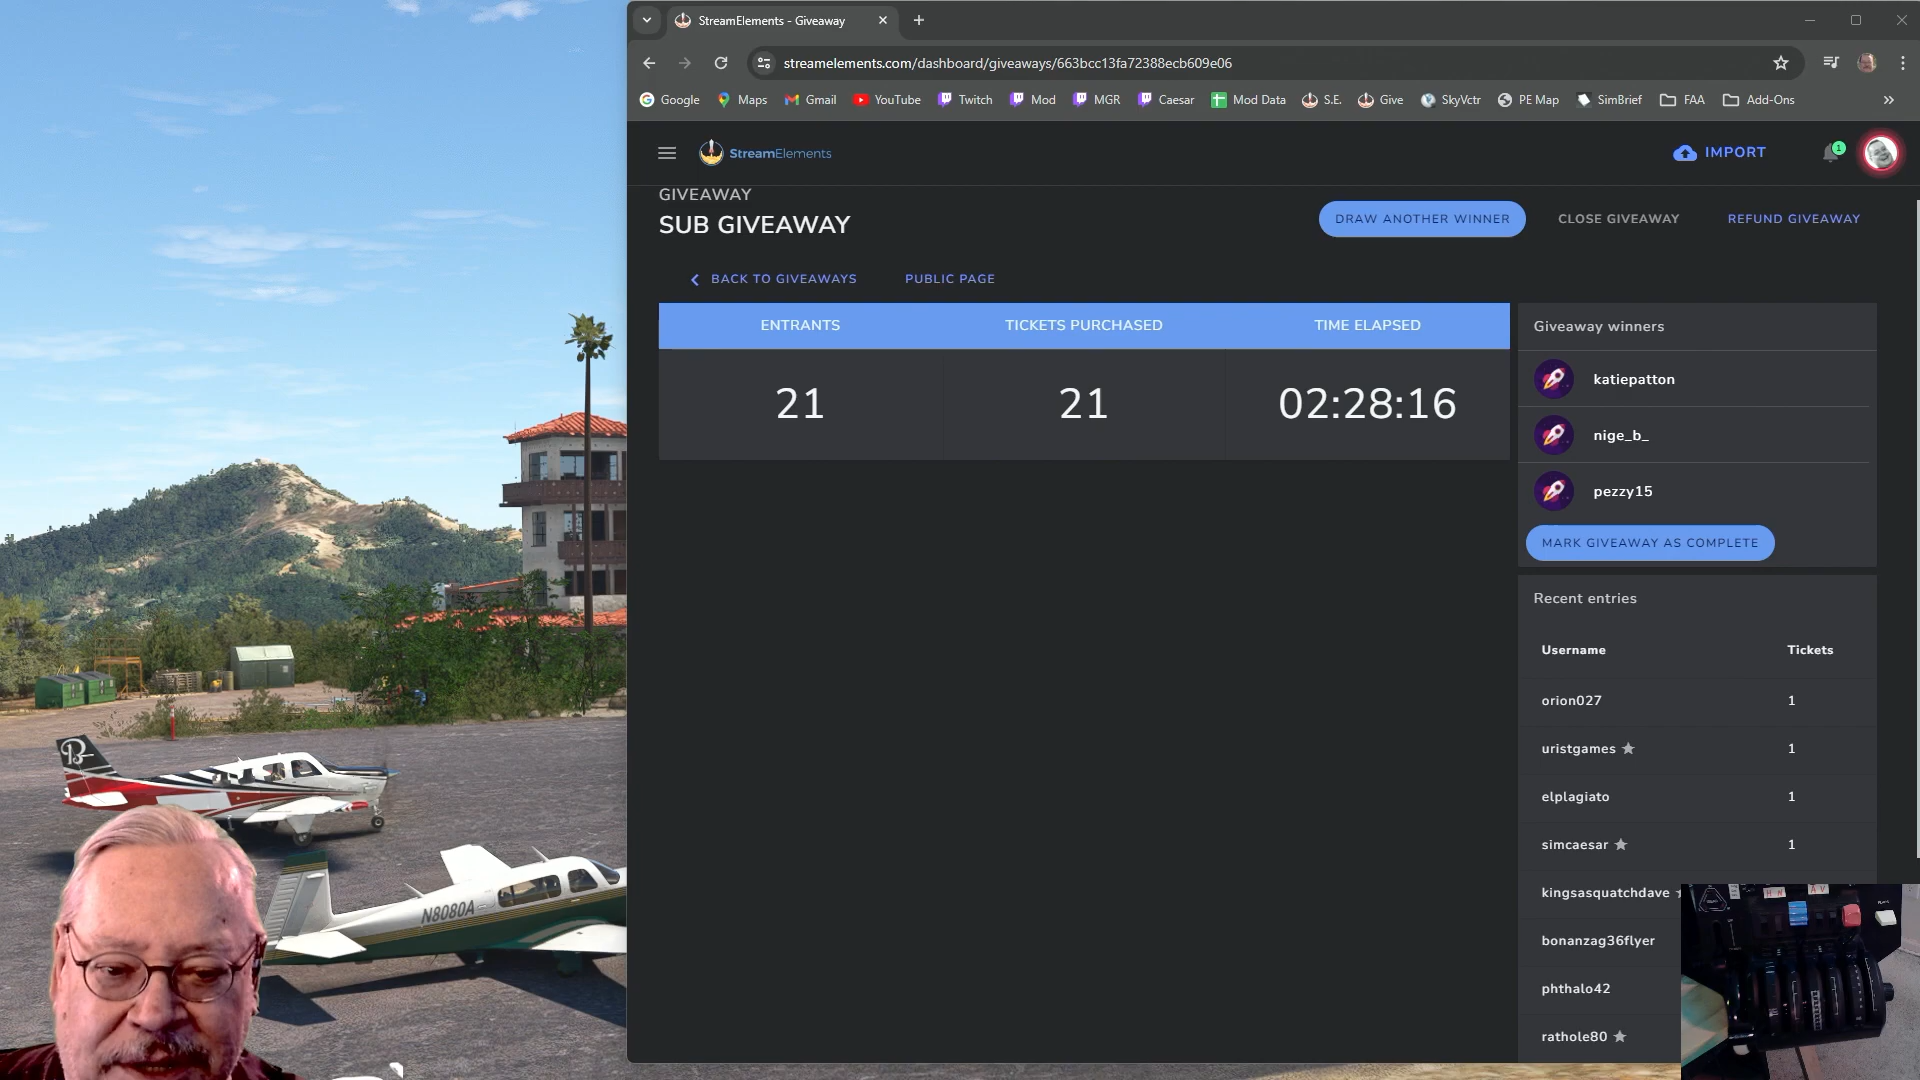 StreamElements - Giveaway
streamelements.com/dashboard/giveaways/663bcc13fa72388ecb609e06
Google Maps Gmail YouTube Twitch Mod MGR Caesar Mod Data S.E. Give SkyVctr PE Map SimBrief FAA Add-Ons
StreamElements
IMPORT
1
GIVEAWAY
SUB GIVEAWAY
DRAW ANOTHER WINNER
CLOSE GIVEAWAY
REFUND GIVEAWAY
BACK TO GIVEAWAYS
PUBLIC PAGE
ENTRANTS TICKETS PURCHASED TIME ELAPSED
21 21 02:28:16
Giveaway winners
katiepatton
nige_b_
pezzy15
MARK GIVEAWAY AS COMPLETE
Recent entries
Username Tickets
orion027 1
uristgames 1
elplagiato 1
simcaesar 1
kingsasquatchdave
bonanzag36flyer
phthalo42
rathole80
B
N8080A
H N
A V